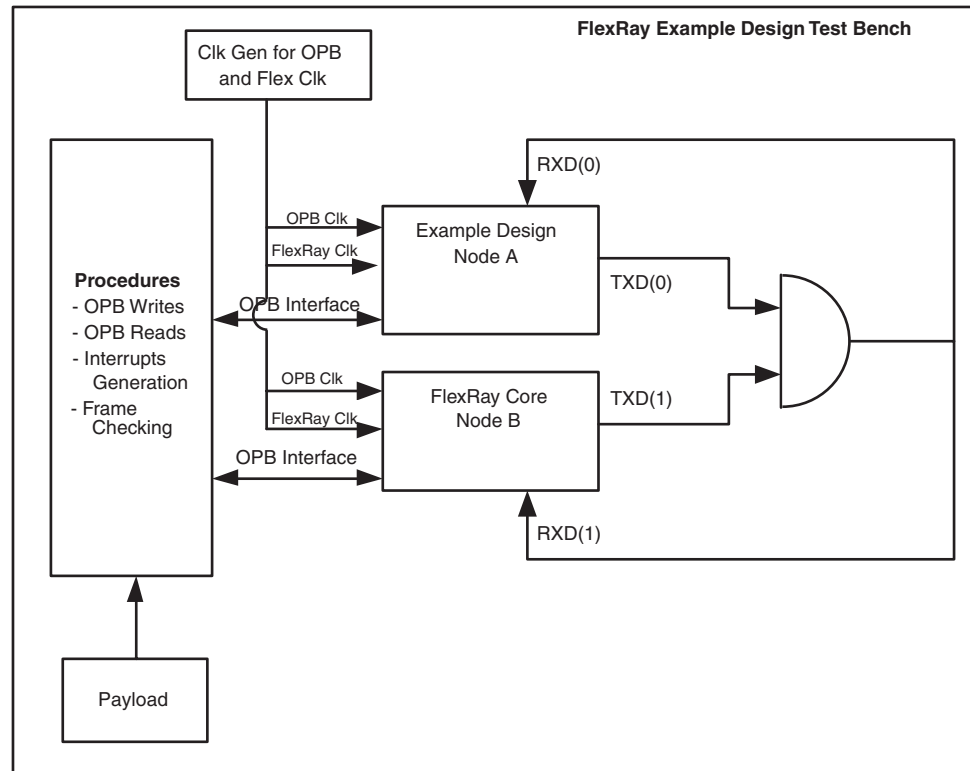 FlexRay Example Design Test Bench
Clk Gen for OPB
and Flex Clk
RXD(0)
OPB Clk
FlexRay Clk
Example Design
Node A
TXD(0)
Procedures
- OPB Writes
- OPB Reads
- Interrupts
Generation
- Frame
Checking
OPB Interface
OPB Clk
FlexRay Clk
FlexRay Core
Node B
TXD(1)
OPB Interface
RXD(1)
Payload